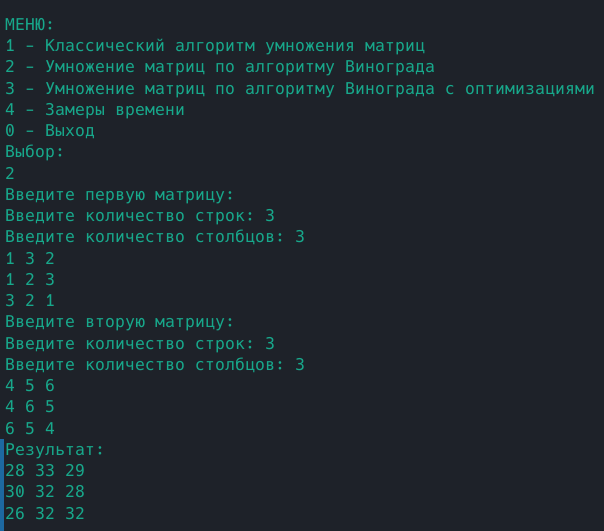 МЕНЮ:
1 - Классический алгоритм умножения матриц
2 - Умножение матриц по алгоритму Винограда
3 - Умножение матриц по алгоритму Винограда с оптимизациями
4 - Замеры времени
0 - Выход
Выбор:
2
Введите первую матрицу:
Введите количество строк: 3
Введите количество столбцов: 3
1 3 2
1 2 3
3 2 1
Введите вторую матрицу:
Введите количество строк: 3
Введите количество столбцов: 3
4 5 6
4 6 5
6 5 4
Результат:
28 33 29
30 32 28
26 32 32